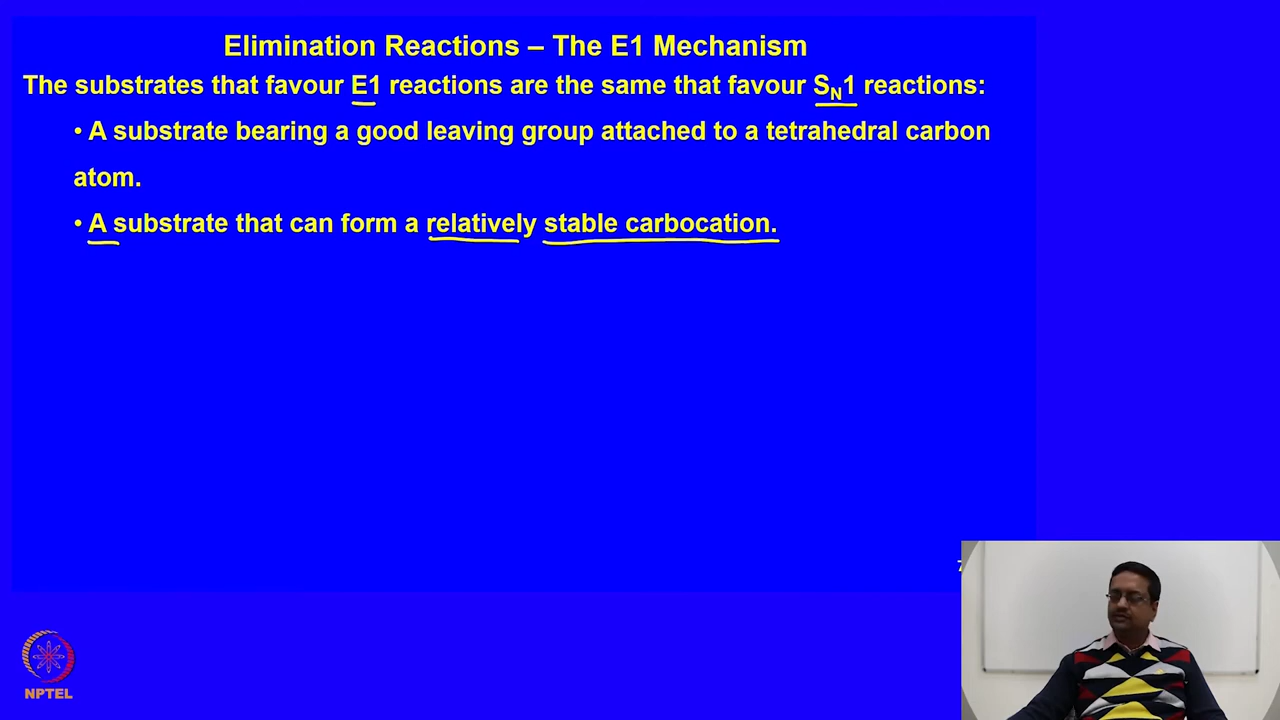 Elimination Reactions – The E1 Mechanism
The substrates that favour E1 reactions are the same that favour SN1 reactions:
• A substrate bearing a good leaving group attached to a tetrahedral carbon
atom.
• A substrate that can form a relatively stable carbocation.
7
NPTEL